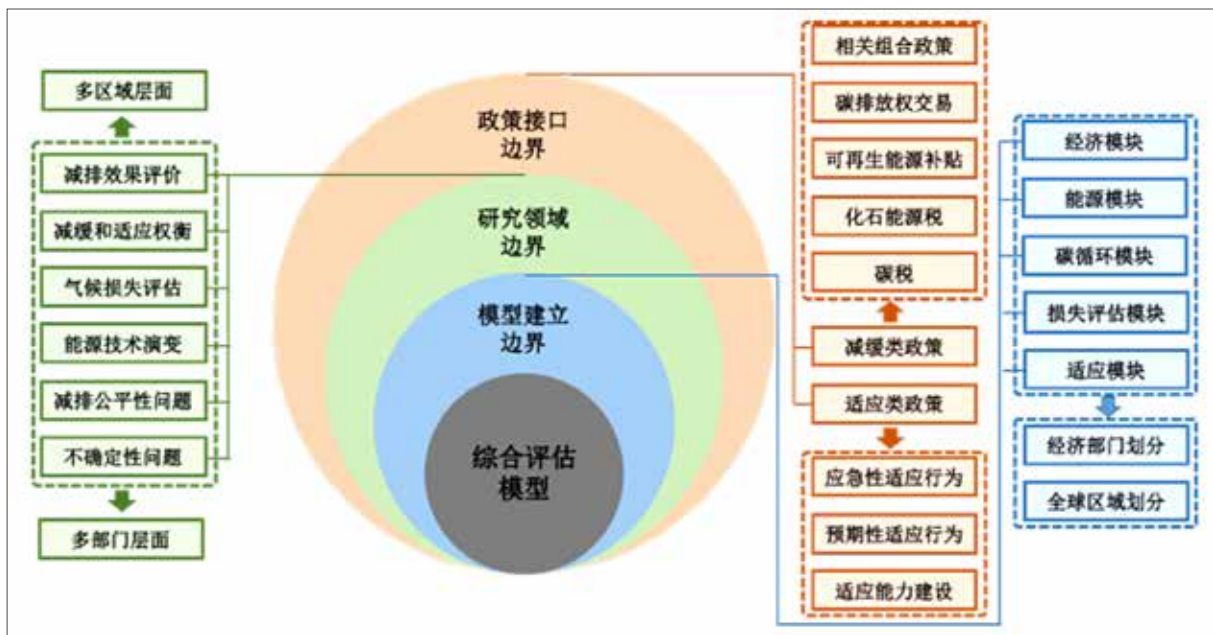 多区域层面
减排效果评价
减缓和适应权衡
气候损失评估
能源技术演变
减排公平性问题
不确定性问题
多部门层面
政策接口
边界
研究领域
边界
模型建立
边界
综合评估
模型
相关组合政策
碳排放权交易
可再生能源补贴
化石能源税
碳税
减缓类政策
适应类政策
应急性适应行为
预期性适应行为
适应能力建设
经济模块
能源模块
碳循环模块
损失评估模块
适应模块
经济部门划分
全球区域划分